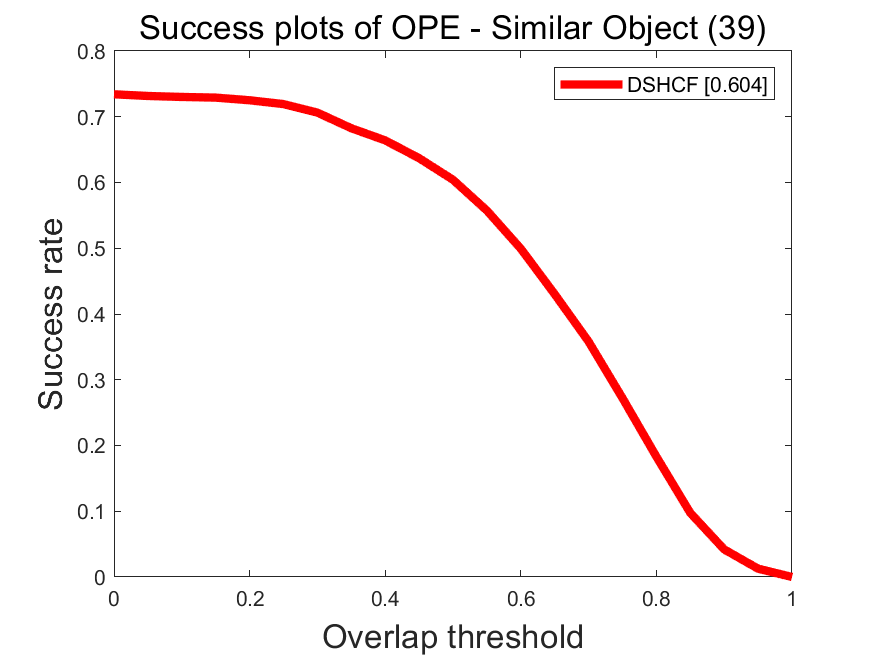 Success plots of OPE - Similar Object (39)
DSHCF [0.604]
Success rate
0.8
0.7
0.6
0.5
0.4
0.3
0.2
0.1
0
0 0.2 0.4 0.6 0.8 1
Overlap threshold